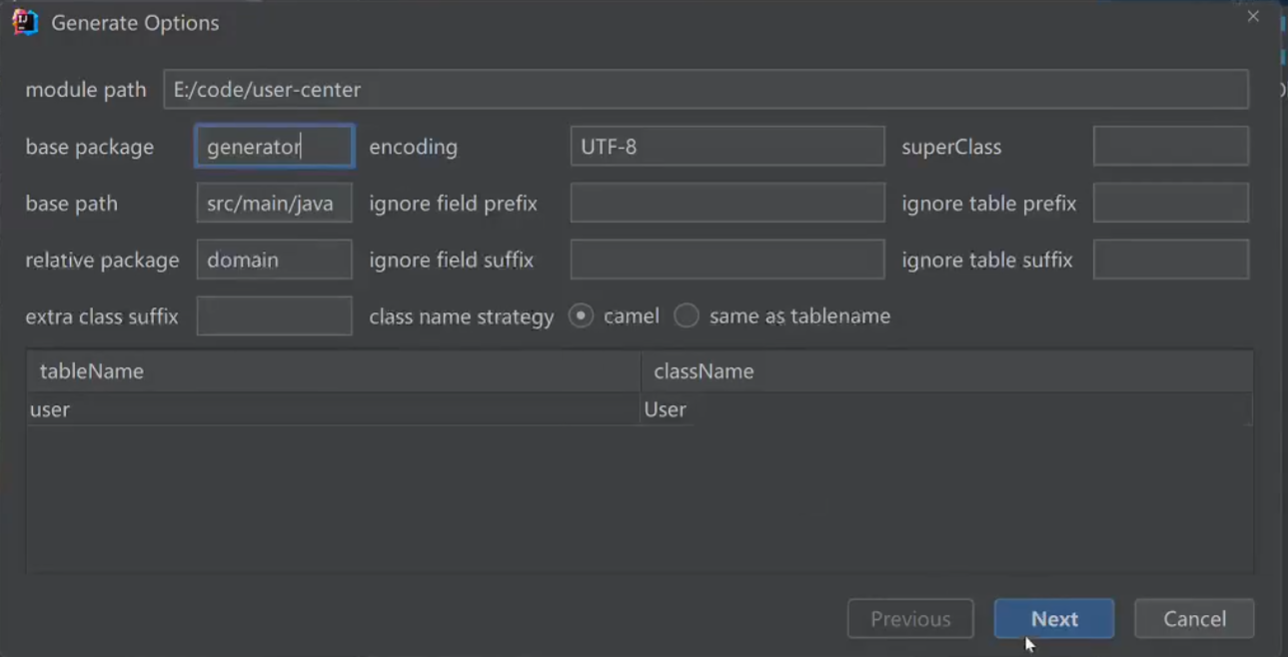 Generate Options
module path E:/code/user-center
base package generator encoding UTF-8 superClass
base path src/main/java ignore field prefix ignore table prefix
relative package domain ignore field suffix ignore table suffix
extra class suffix class name strategy camel same as tablename
tableName className
user User
Previous Next Cancel